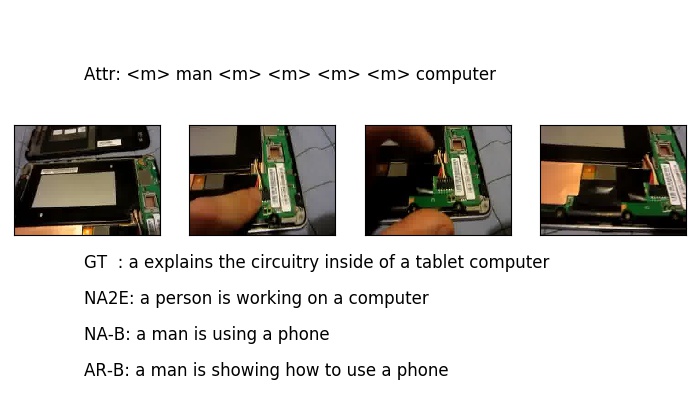 Attr: <m> man <m> <m> <m> <m> computer
GT : a explains the circuitry inside of a tablet computer
NA2E: a person is working on a computer
NA-B: a man is using a phone
AR-B: a man is showing how to use a phone